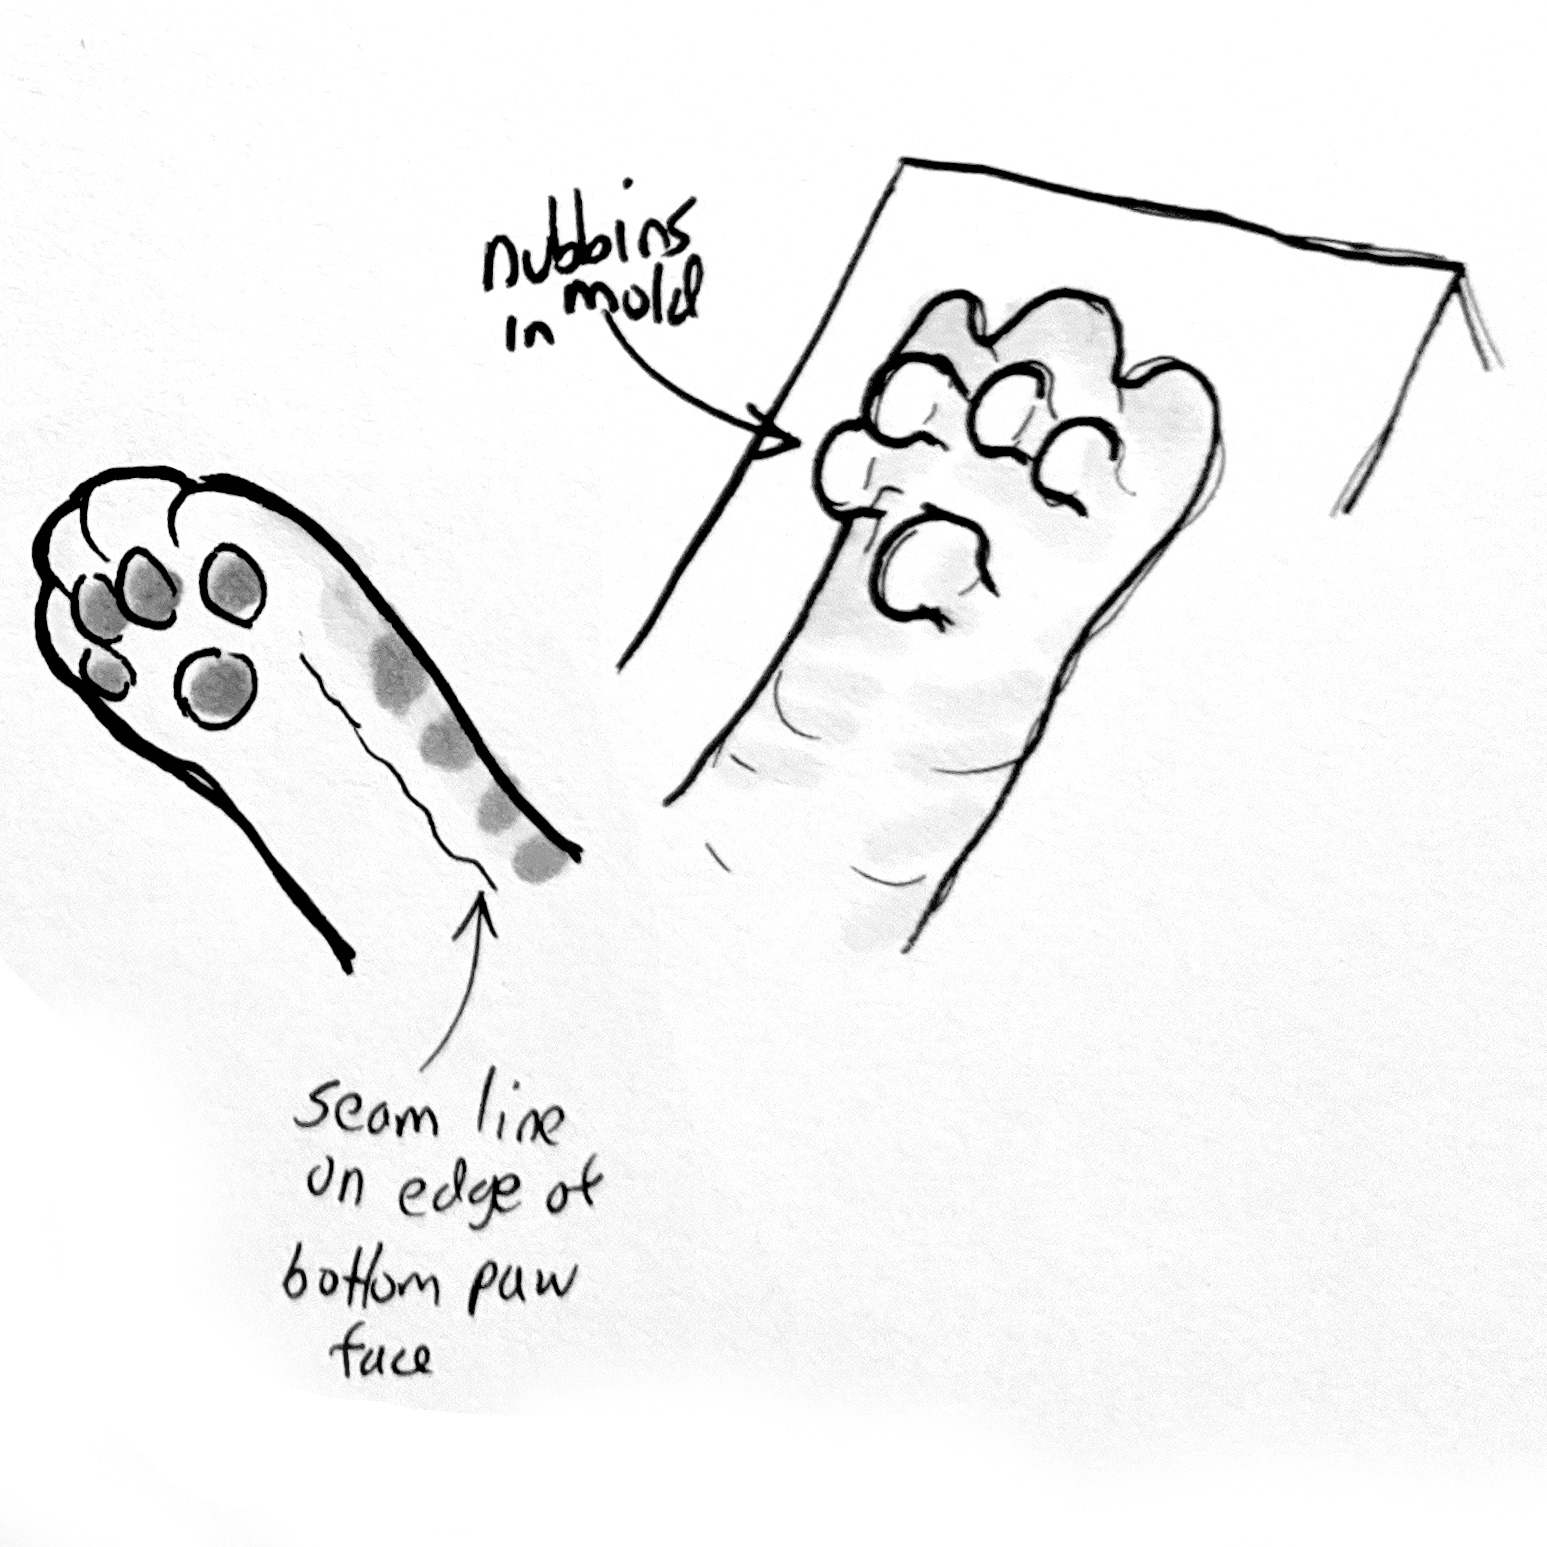 nubbins
in mold
seam line
on edge of
bottom paw
face